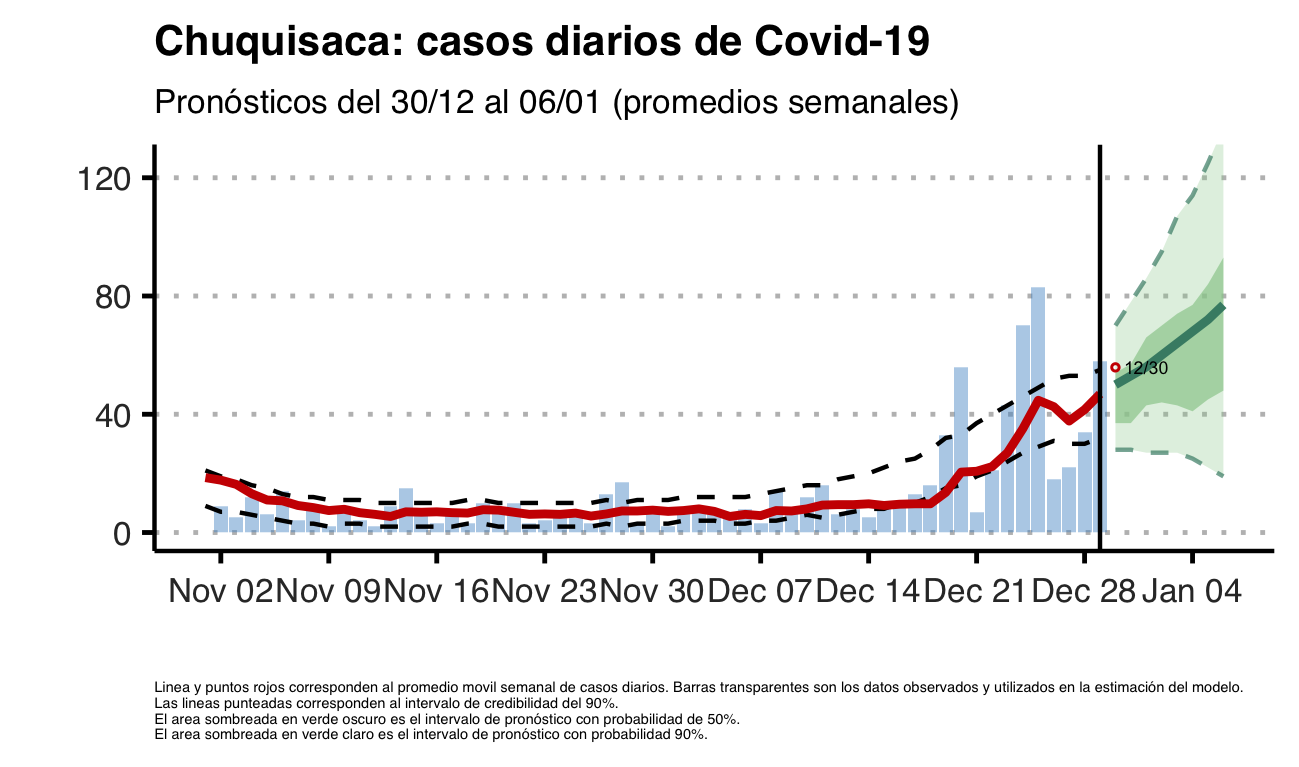 Chuquisaca: casos diarios de Covid-19
Pronósticos del 30/12 al 06/01 (promedios semanales)
120
80
40
0
12/30
Nov 02 Nov 09 Nov 16 Nov 23 Nov 30 Dec 07 Dec 14 Dec 21 Dec 28 Jan 04
Linea y puntos rojos corresponden al promedio movil semanal de casos diarios. Barras transparentes son los datos observados y utilizados en la estimación del modelo.
Las lineas punteadas corresponden al intervalo de credibilidad del 90%.
El area sombreada en verde oscuro es el intervalo de pronóstico con probabilidad de 50%.
El area sombreada en verde claro es el intervalo de pronóstico con probabilidad 90%.